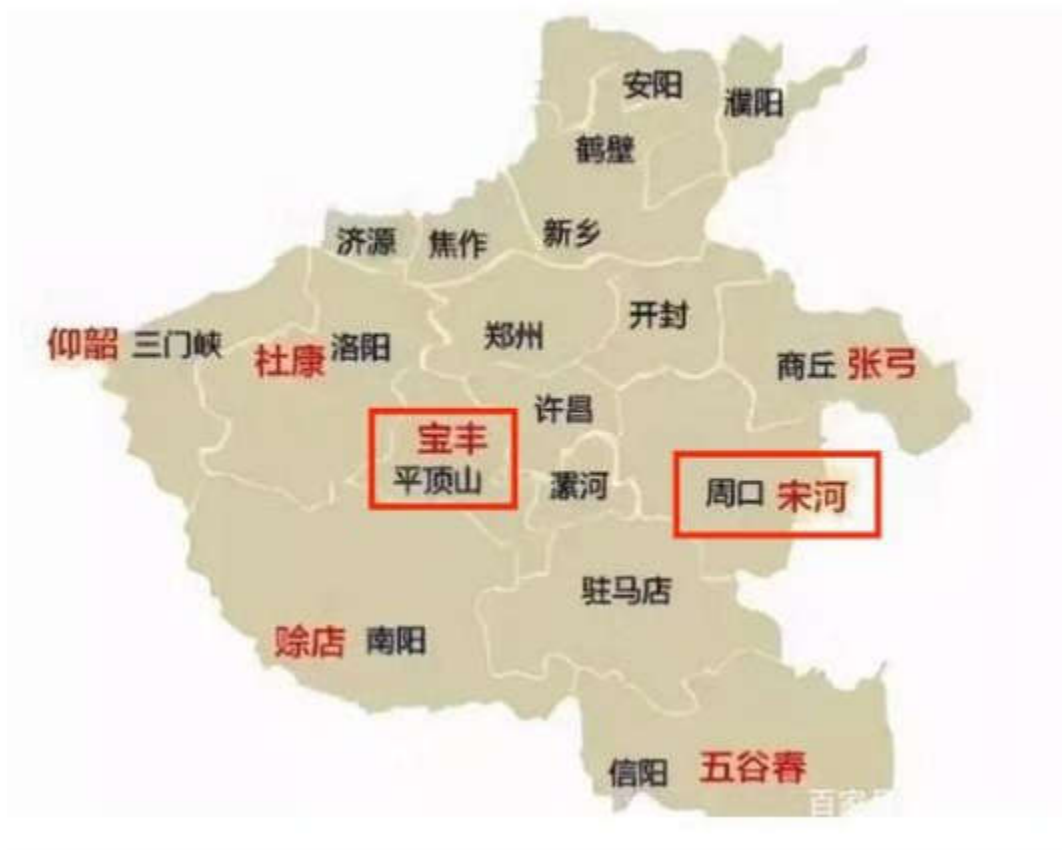 安阳
濮阳
鹤壁
新乡
济源 焦作
开封
郑州
仰韶 三门峡
杜康 洛阳
商丘 张弓
许昌
宝丰
平顶山
漯河
周口 宋河
驻马店
赊店 南阳
信阳 五谷春